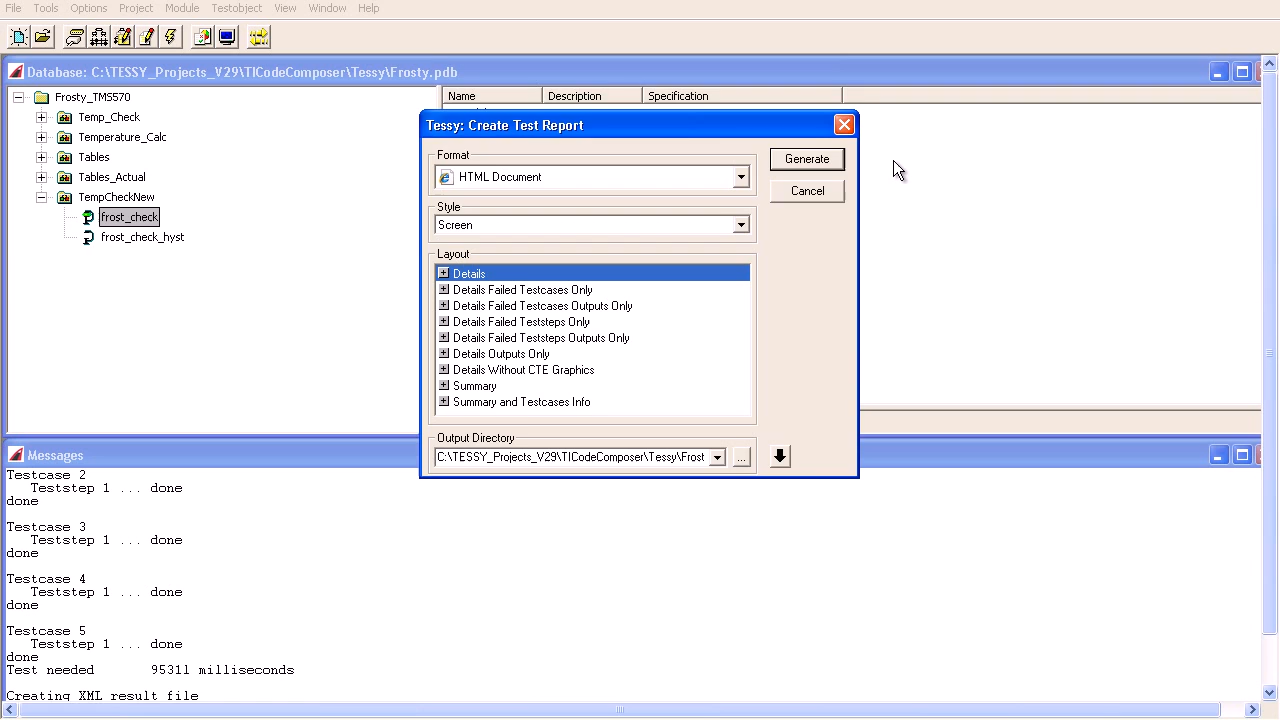 File Tools Options Project Module Testobject View Window Help
Database: C:\TESSY_Projects_V29\TICodeComposer\Tessy\Frosty.pdb
Frosty_TMS570
Temp_Check
Temperature_Calc
Tables
Tables_Actual
TempCheckNew
frost_check
frost_check_hyst
Name Description Specification
Tessy: Create Test Report
Format
HTML Document
Generate
Cancel
Style
Screen
Layout
Details
Details Failed Testcases Only
Details Failed Testcases Outputs Only
Details Failed Teststeps Only
Details Failed Teststeps Outputs Only
Details Outputs Only
Details Without CTE Graphics
Summary
Summary and Testcases Info
Output Directory
C:\TESSY_Projects_V29\TICodeComposer\Tessy\Frost
...
Messages
Testcase 2
Teststep 1 ... done
done
Testcase 3
Teststep 1 ... done
done
Testcase 4
Teststep 1 ... done
done
Testcase 5
Teststep 1 ... done
done
Test needed 95311 milliseconds
Creating XML result file